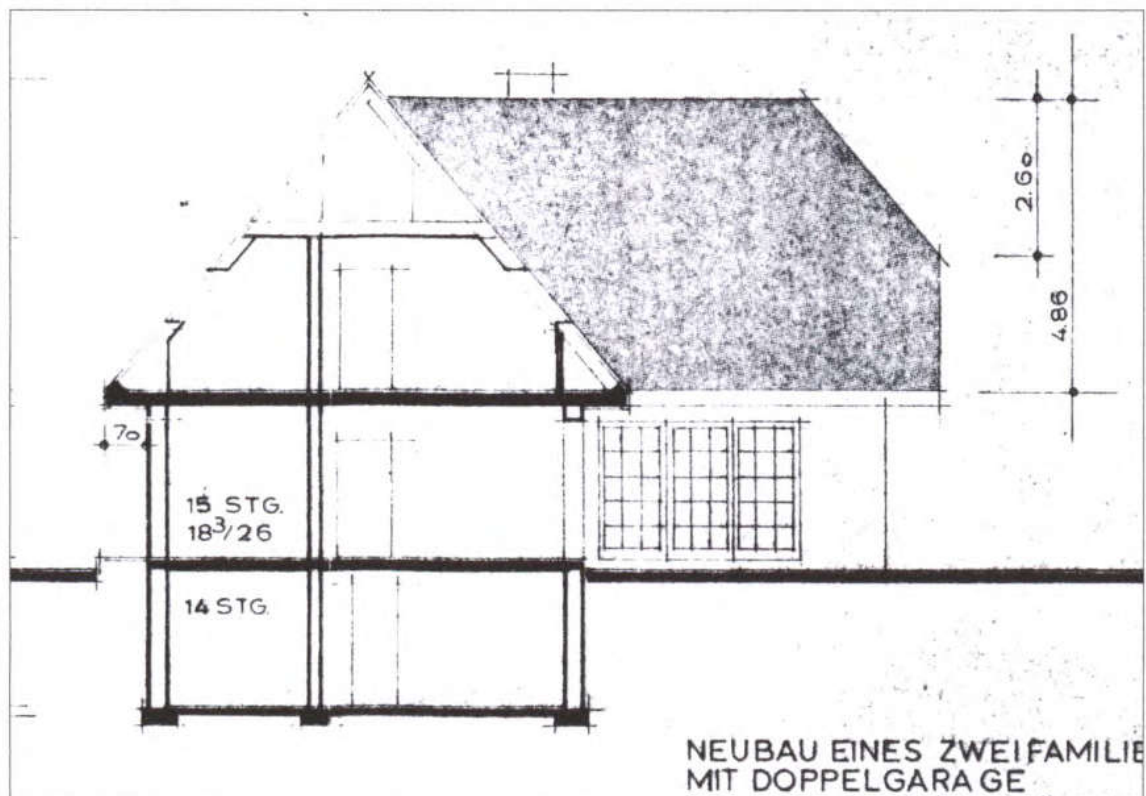 2.60
4.86
70
15 STG.
18³/26
14 STG.
NEUBAU EINES ZWEIFAMILIE
MIT DOPPELGARAGE